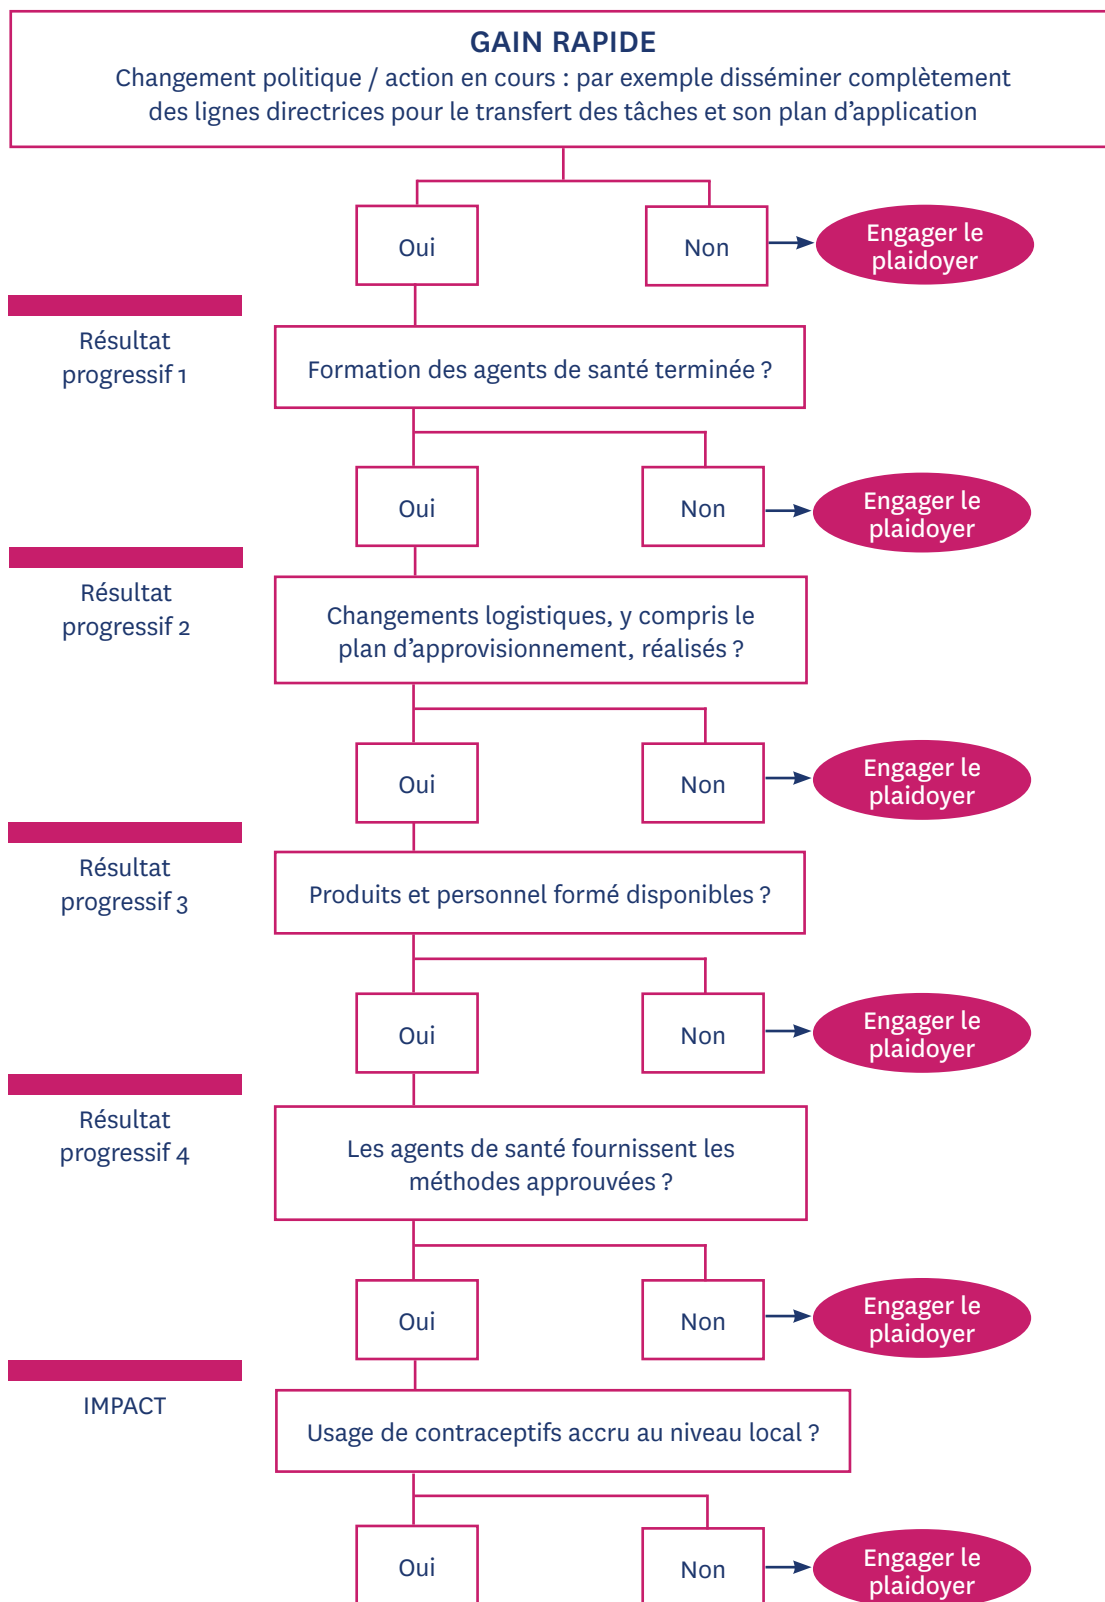 GAIN RAPIDE
Changement politique / action en cours : par exemple disséminer complètement
des lignes directrices pour le transfert des tâches et son plan d’application
Oui
Non
Engager le
plaidoyer
Résultat
progressif 1
Formation des agents de santé terminée ?
Oui
Non
Engager le
plaidoyer
Résultat
progressif 2
Changements logistiques, y compris le
plan d’approvisionnement, réalisés ?
Oui
Non
Engager le
plaidoyer
Résultat
progressif 3
Produits et personnel formé disponibles ?
Oui
Non
Engager le
plaidoyer
Résultat
progressif 4
Les agents de santé fournissent les
méthodes approuvées ?
Oui
Non
Engager le
plaidoyer
IMPACT
Usage de contraceptifs accru au niveau local ?
Oui
Non
Engager le
plaidoyer